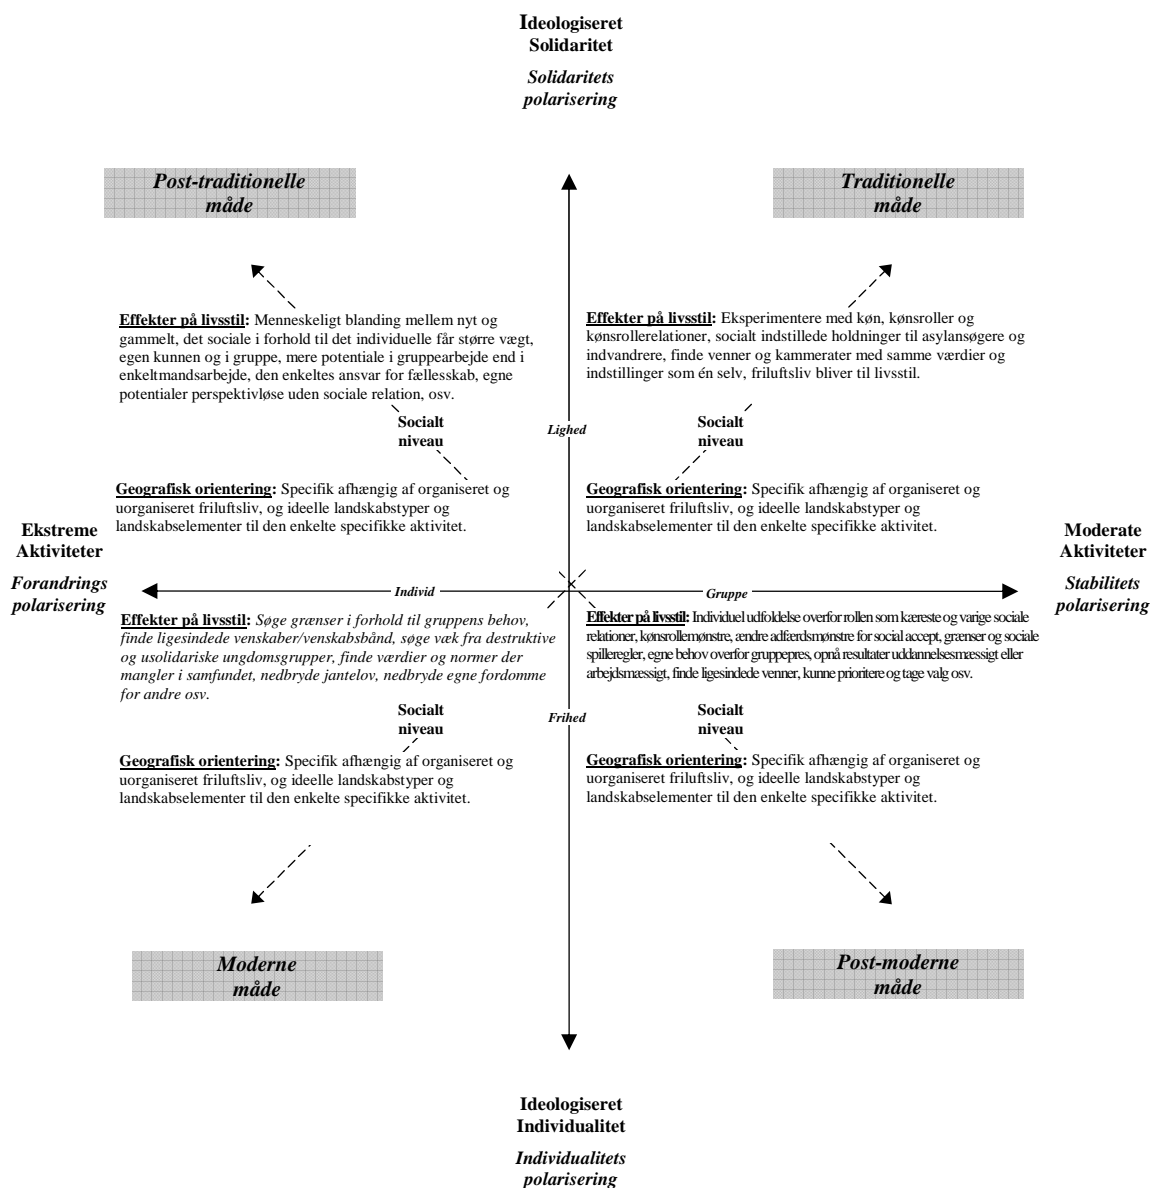 Ideologiseret
Solidaritet
Solidaritets
polarisering
Post-traditionelle
måde
Traditionelle
måde
Effekter på livsstil: Menneskeligt blanding mellem nyt og
gammelt, det sociale i forhold til det individuelle får større vægt,
egen kunnen og i gruppe, mere potentiale i gruppearbejde end i
enkeltmandsarbejde, den enkeltes ansvar for fællesskab, egne
potentialer perspektivløse uden sociale relation, osv.
Effekter på livsstil: Eksperimentere med køn, kønsroller og
kønsrollerelationer, socialt indstillede holdninger til asylansøgere og
indvandrere, finde venner og kammerater med samme værdier og
indstillinger som én selv, friluftsliv bliver til livsstil.
Socialt
niveau
Lighed
Socialt
niveau
Geografisk orientering: Specifik afhængig af organiseret og
uorganiseret friluftsliv, og ideelle landskabstyper og
landskabselementer til den enkelte specifikke aktivitet.
Geografisk orientering: Specifik afhængig af organiseret og
uorganiseret friluftsliv, og ideelle landskabstyper og
landskabselementer til den enkelte specifikke aktivitet.
Ekstreme
Aktiviteter
Forandrings
polarisering
Moderate
Aktiviteter
Stabilitets
polarisering
Individ
Gruppe
Effekter på livsstil: Søge grænser i forhold til gruppens behov,
finde ligesindede venskaber/venskabsbånd, søge væk fra destruktive
og usolidariske ungdomsgrupper, finde værdier og normer der
mangler i samfundet, nedbryde jantelov, nedbryde egne fordomme
for andre osv.
Effekter på livsstil: Individuel udfoldelse overfor rollen som kæreste og varige sociale
relationer, kønsrollemønstre, ændre adfærdsmønstre for social accept, grænser og sociale
spilleregler, egne behov overfor gruppepres, opnå resultater uddannelsesmæssigt eller
arbejdsmæssigt, finde ligesindede venner, kunne prioritere og tage valg osv.
Socialt
niveau
Frihed
Socialt
niveau
Geografisk orientering: Specifik afhængig af organiseret og
uorganiseret friluftsliv, og ideelle landskabstyper og
landskabselementer til den enkelte specifikke aktivitet.
Geografisk orientering: Specifik afhængig af organiseret og
uorganiseret friluftsliv, og ideelle landskabstyper og
landskabselementer til den enkelte specifikke aktivitet.
Moderne
måde
Post-moderne
måde
Ideologiseret
Individualitet
Individualitets
polarisering